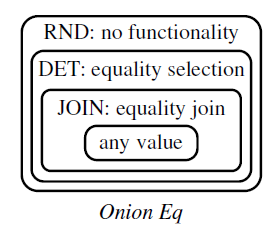 RND: no functionality
DET: equality selection
JOIN: equality join
any value
Onion Eq